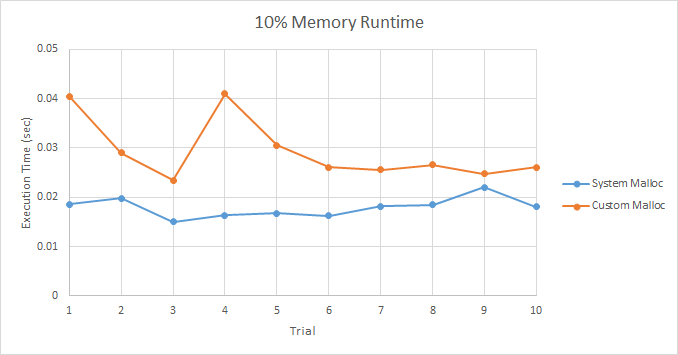 10% Memory Runtime
0.05
0.04
0.03
0.02
0.01
0
Execution Time (sec)
1 2 3 4 5 6 7 8 9 10
Trial
System Malloc
Custom Malloc